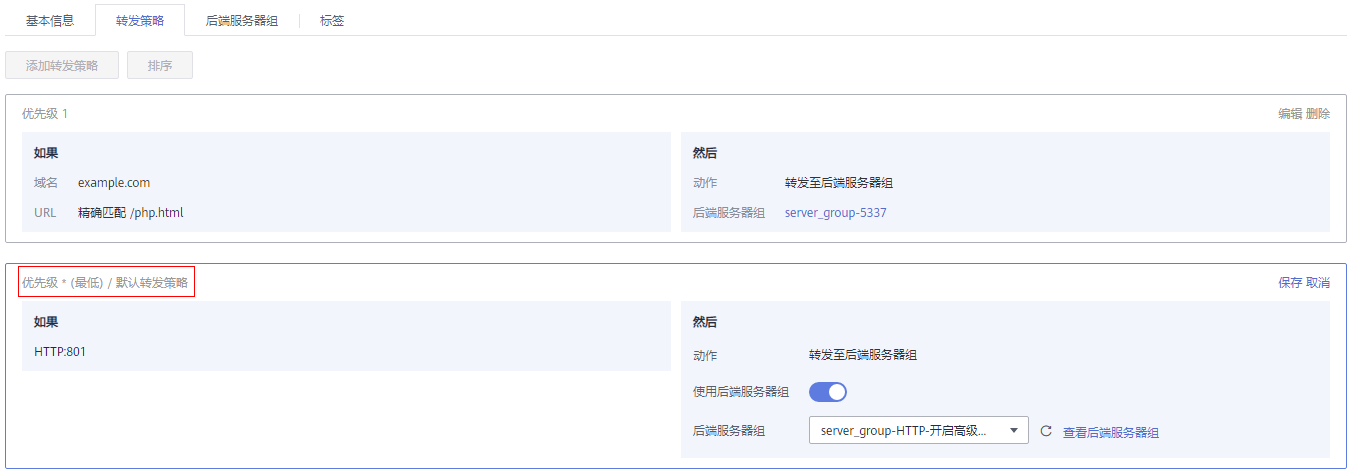 基本信息 转发策略 后端服务器组 标签
添加转发策略 排序
优先级 1 编辑 删除
如果
域名 example.com
URL 精确匹配 /php.html
然后
动作 转发至后端服务器组
后端服务器组 server_group-5337
优先级 * (最低) / 默认转发策略 保存 取消
如果
HTTP:801
然后
动作 转发至后端服务器组
使用后端服务器组
后端服务器组 server_group-HTTP-开启高级... 查看后端服务器组